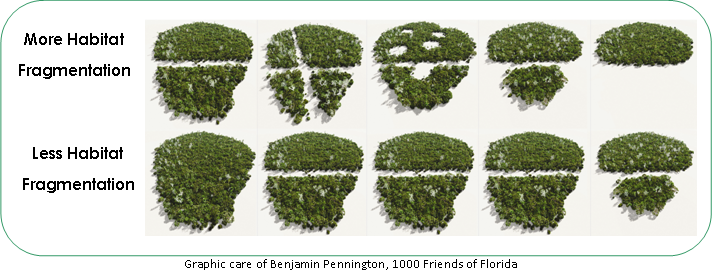 More Habitat
Fragmentation
Less Habitat
Fragmentation
Graphic care of Benjamin Pennington, 1000 Friends of Florida